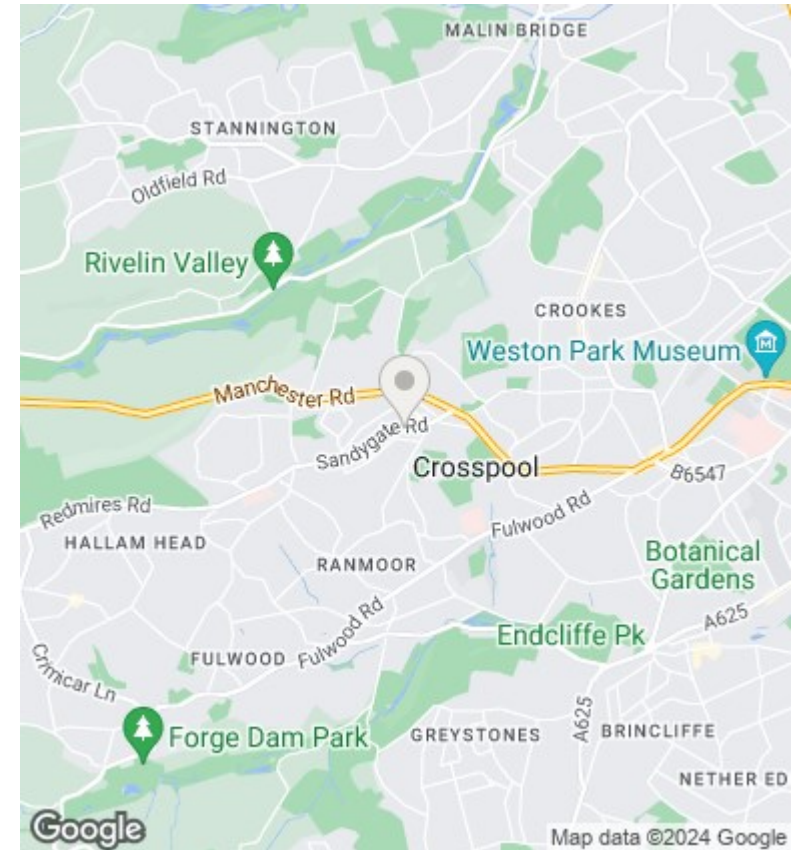 MALIN BRIDGE
STANNINGTON
Oldfield Rd
Rivelin Valley
CROOKES
Weston Park Museum
Manchester Rd
Sandygate Rd
Crosspool
B6547
Redmires Rd
Fulwood Rd
HALLAM HEAD
RANMOOR
Botanical
Gardens
A625
Endcliffe Pk
Fulwood Rd
FULWOOD
Crimicar Ln
A625
Forge Dam Park
GREYSTONES
BRINCLIFFE
NETHER ED
Google
Map data ©2024 Google